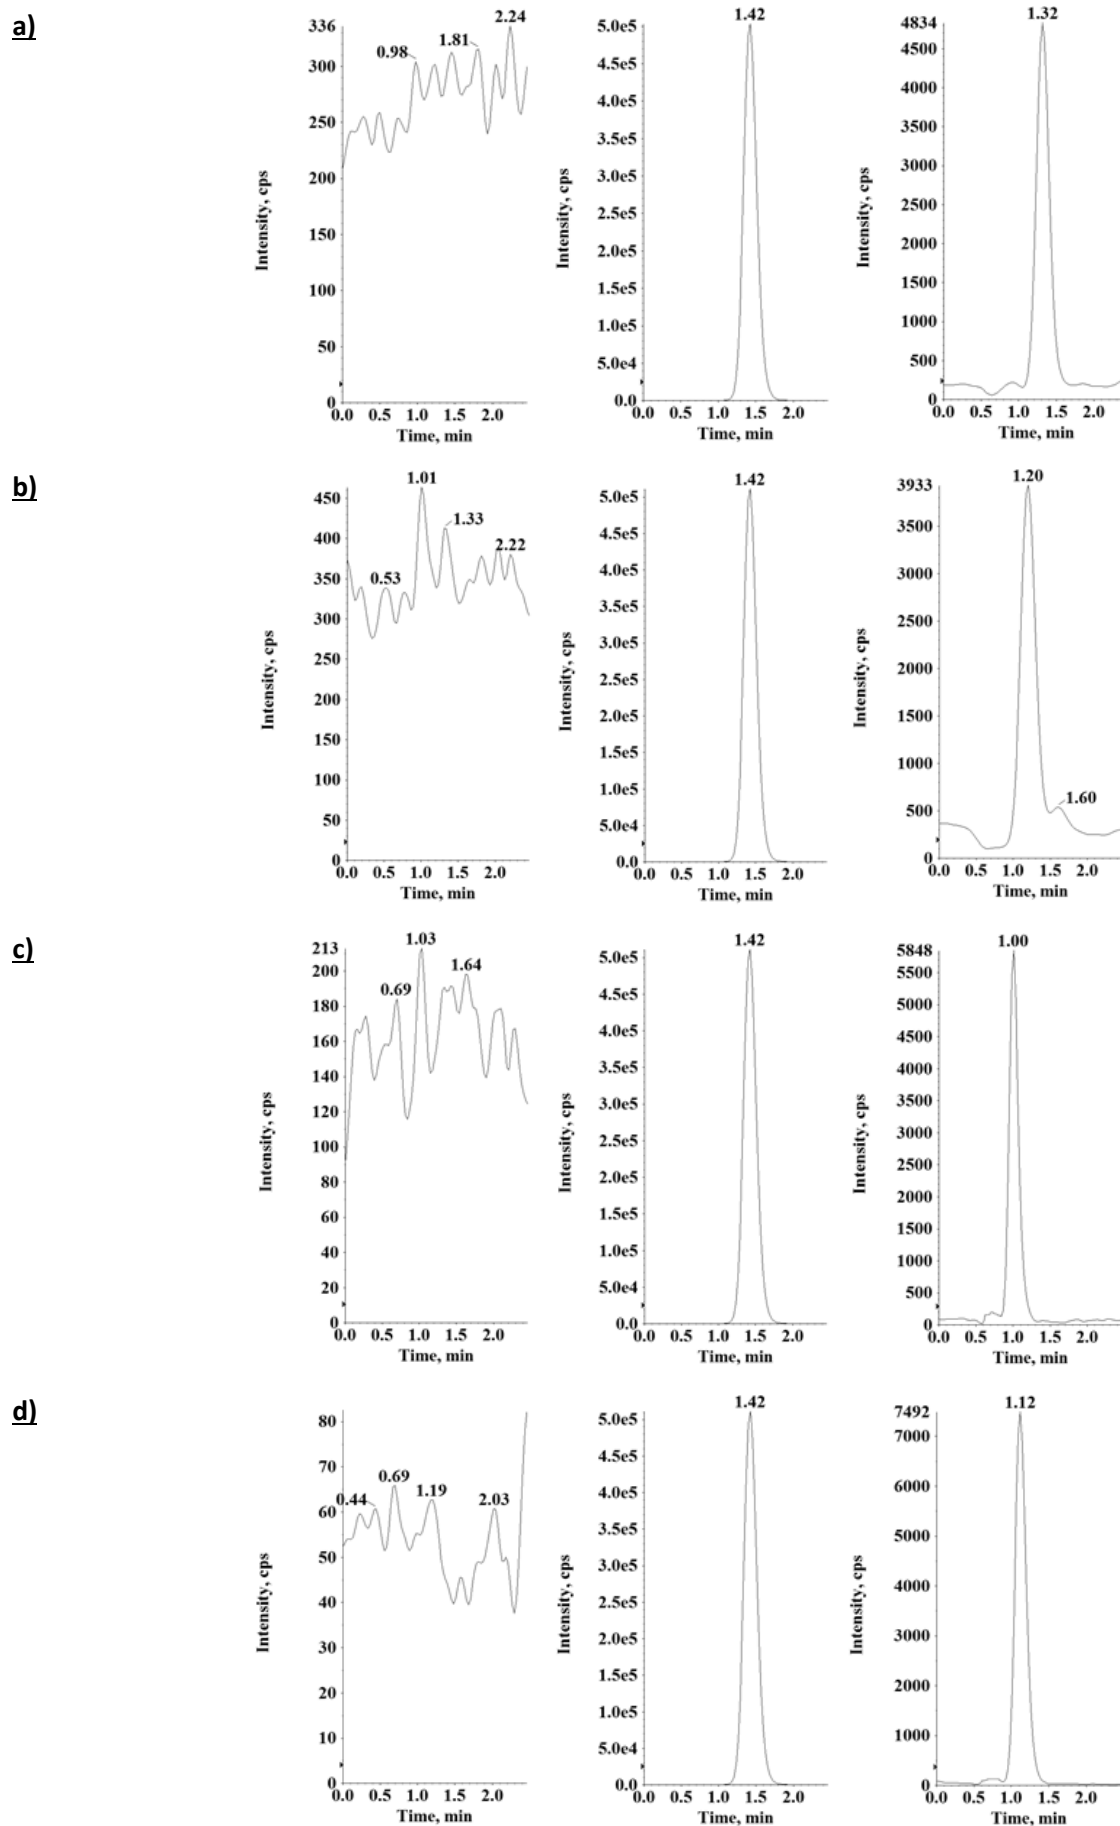 a)
336
300
250
200
150
100
50
0
0.98
1.81
2.24
Intensity, cps
0.0 0.5 1.0 1.5 2.0
Time, min
1.42
5.0e5
4.5e5
4.0e5
3.5e5
3.0e5
2.5e5
2.0e5
1.5e5
1.0e5
5.0e4
0.0
Intensity, cps
0.0 0.5 1.0 1.5 2.0
Time, min
1.32
4834
4500
4000
3500
3000
2500
2000
1500
1000
500
0
Intensity, cps
0.0 0.5 1.0 1.5 2.0
Time, min
b)
450
400
350
300
250
200
150
100
50
0
0.53
1.01
1.33
2.22
Intensity, cps
0.0 0.5 1.0 1.5 2.0
Time, min
1.42
5.0e5
4.5e5
4.0e5
3.5e5
3.0e5
2.5e5
2.0e5
1.5e5
1.0e5
5.0e4
0.0
Intensity, cps
0.0 0.5 1.0 1.5 2.0
Time, min
1.20
1.60
3933
3500
3000
2500
2000
1500
1000
500
0
Intensity, cps
0.0 0.5 1.0 1.5 2.0
Time, min
c)
213
200
180
160
140
120
100
80
60
40
20
0
0.69
1.03
1.64
Intensity, cps
0.0 0.5 1.0 1.5 2.0
Time, min
1.42
5.0e5
4.5e5
4.0e5
3.5e5
3.0e5
2.5e5
2.0e5
1.5e5
1.0e5
5.0e4
0.0
Intensity, cps
0.0 0.5 1.0 1.5 2.0
Time, min
1.00
5848
5500
5000
4500
4000
3500
3000
2500
2000
1500
1000
500
0
Intensity, cps
0.0 0.5 1.0 1.5 2.0
Time, min
d)
80
70
60
50
40
30
20
10
0
0.44
0.69
1.19
2.03
Intensity, cps
0.0 0.5 1.0 1.5 2.0
Time, min
1.42
5.0e5
4.5e5
4.0e5
3.5e5
3.0e5
2.5e5
2.0e5
1.5e5
1.0e5
5.0e4
0.0
Intensity, cps
0.0 0.5 1.0 1.5 2.0
Time, min
1.12
7492
7000
6000
5000
4000
3000
2000
1000
0
Intensity, cps
0.0 0.5 1.0 1.5 2.0
Time, min